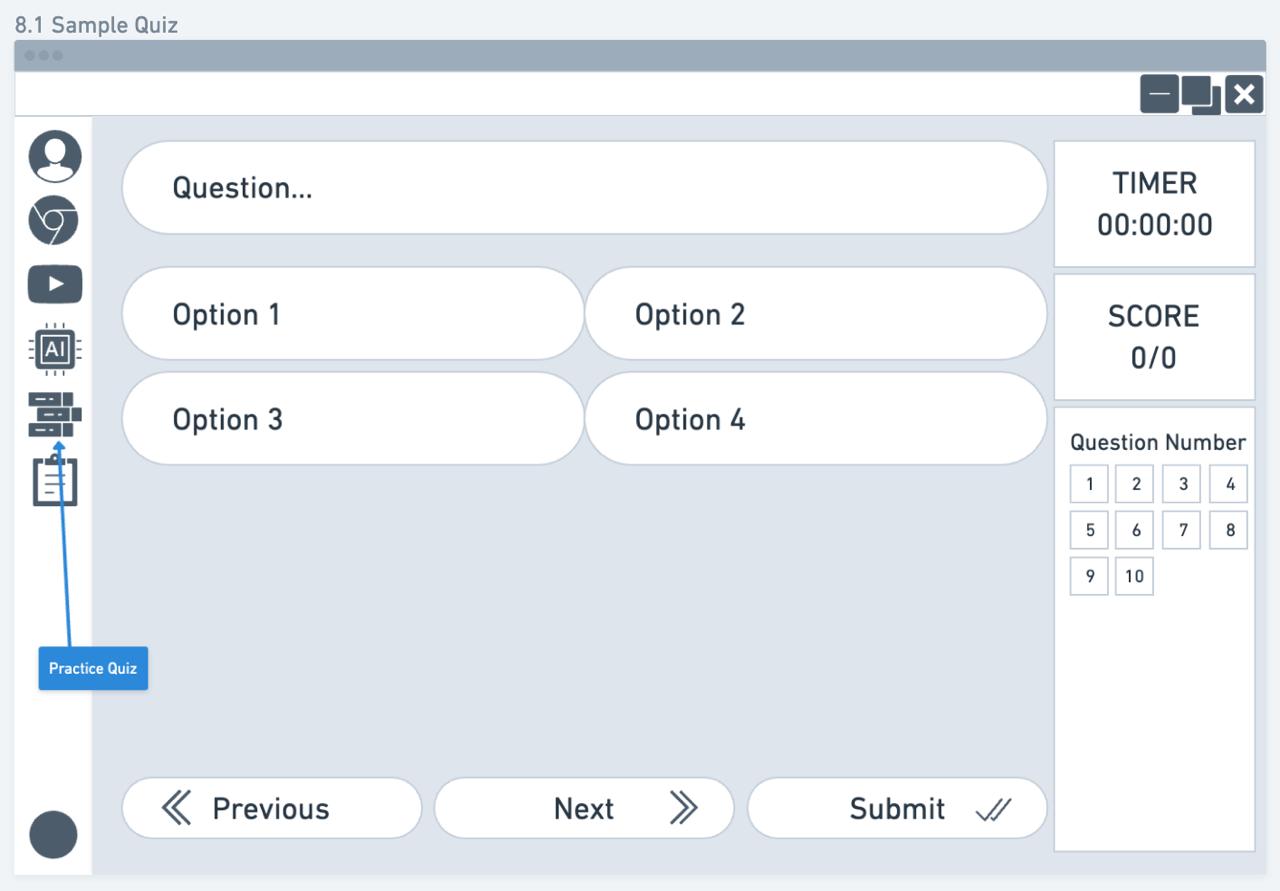 8.1 Sample Quiz
Question...
TIMER
00:00:00
Option 1
Option 2
SCORE
0/0
AI
Option 3
Option 4
Question Number
1 2 3 4
5 6 7 8
9 10
Practice Quiz
Previous
Next
Submit